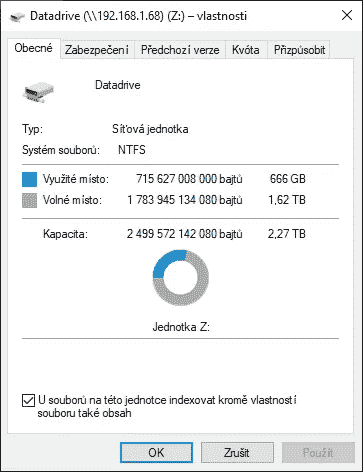 Datadrive (\\192.168.1.68) (Z:) – vlastnosti
Obecné Zabezpečení Předchozí verze Kvóta Přizpůsobit
Datadrive
Typ: Síťová jednotka
Systém souborů: NTFS
Využité místo: 715 627 008 000 bajtů 666 GB
Volné místo: 1 783 945 134 080 bajtů 1,62 TB
Kapacita: 2 499 572 142 080 bajtů 2,27 TB
Jednotka Z:
U souborů na této jednotce indexovat kromě vlastností
souboru také obsah
OK Zrušit Použít